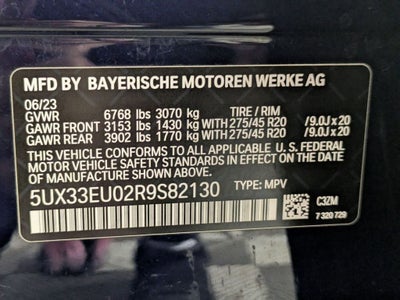 MFD BY BAYERISCHE MOTOREN WERKE AG
06/23
GVWR 6768 lbs 3070 kg TIRE / RIM
GAWR FRONT 3153 lbs 1430 kg WITH 275/45 R20 /9.0J x 20
GAWR REAR 3902 lbs 1770 kg WITH 275/45 R20 /9.0J x 20
THIS VEHICLE CONFORMS TO ALL APPLICABLE
U. S. FEDERAL MOTOR VEHICLE SAFETY STANDARDS
IN EFFECT ON THE DATE OF MANUFACTURE SHOWN ABOVE.
5UX33EU02R9S82130 TYPE: MPV
C3ZM
7 320 729